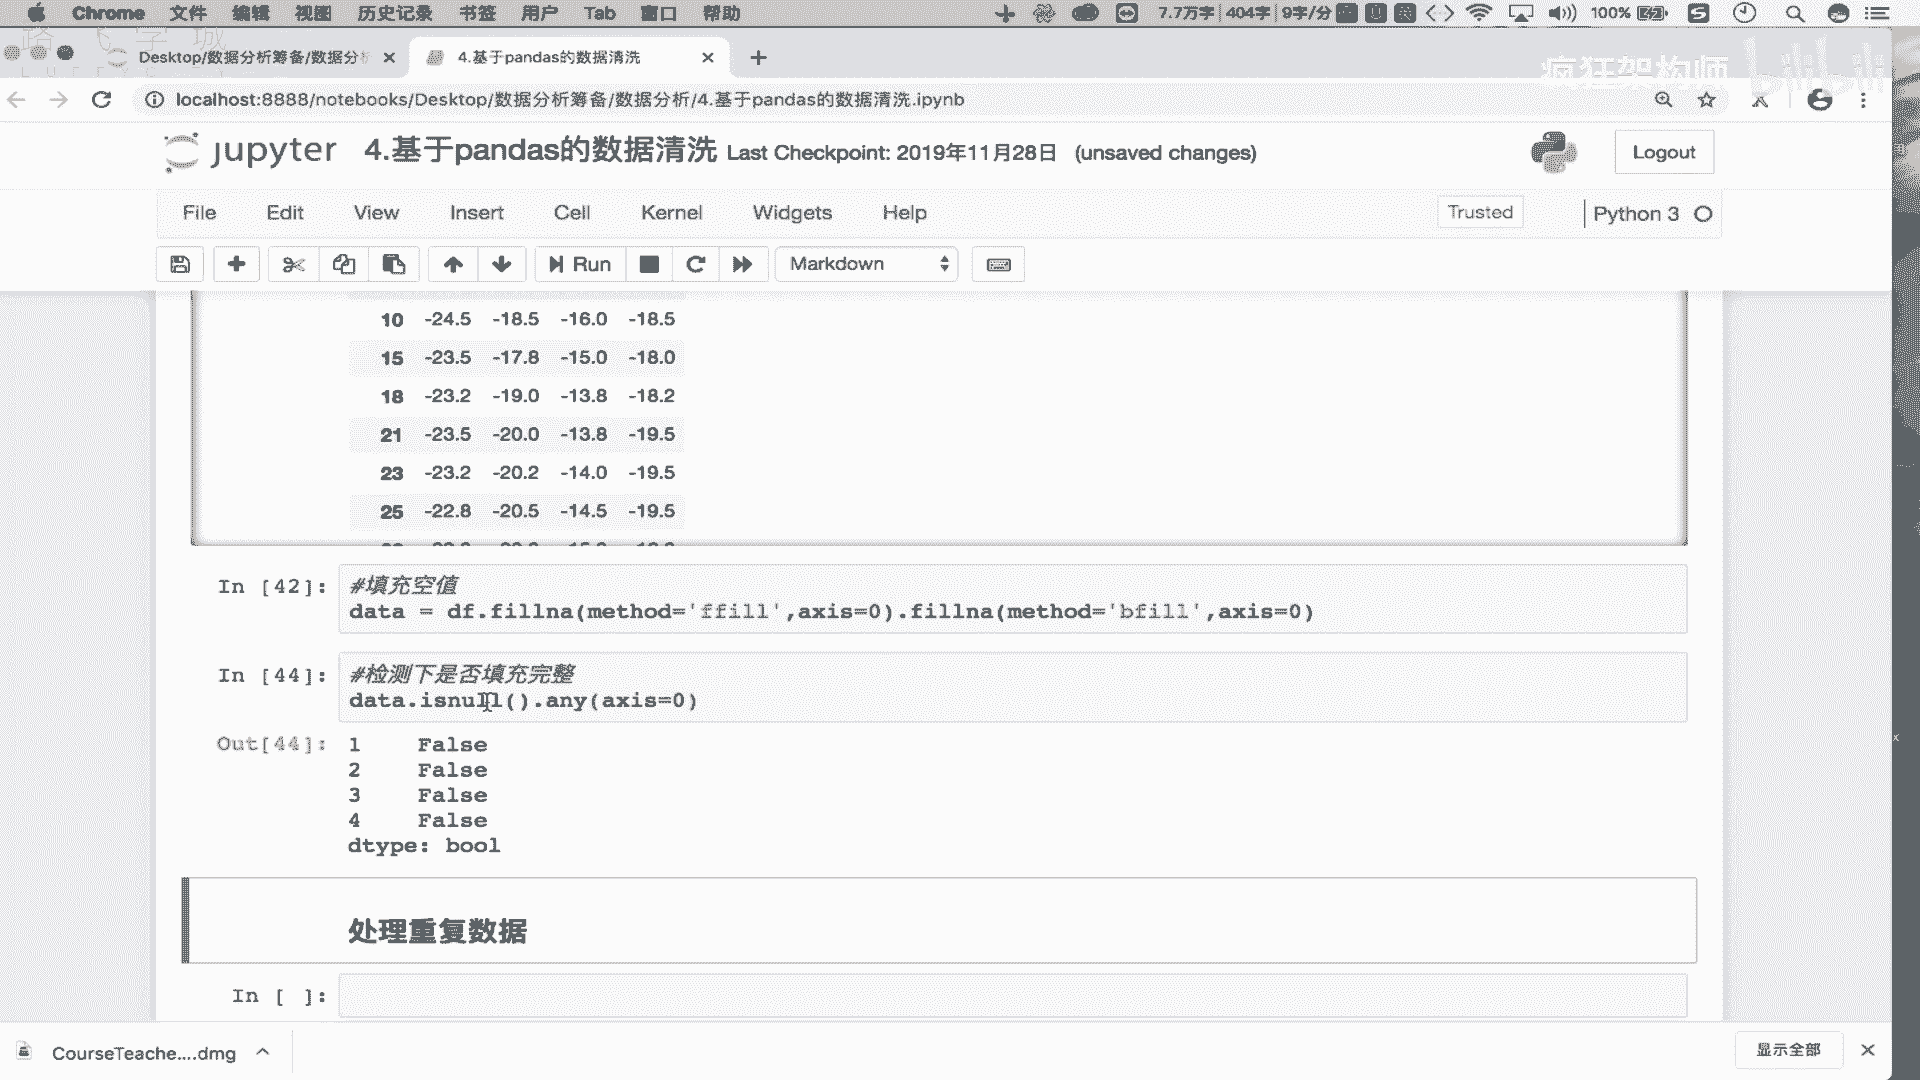 Chrome 文件 编辑 视图 历史记录 书签 用户 Tab 窗口 帮助 7.7万字 404字 9字/分 100%
Desktop/数据分析筹备/数据分析
4.基于pandas的数据清洗
疯狂架构师 bilibili
localhost:8888/notebooks/Desktop/数据分析筹备/数据分析/4.基于pandas的数据清洗.ipynb
jupyter 4.基于pandas的数据清洗 Last Checkpoint: 2019年11月28日 (unsaved changes) Logout
File Edit View Insert Cell Kernel Widgets Help Trusted Python 3
Run Markdown
10 -24.5 -18.5 -16.0 -18.5
15 -23.5 -17.8 -15.0 -18.0
18 -23.2 -19.0 -13.8 -18.2
21 -23.5 -20.0 -13.8 -19.5
23 -23.2 -20.2 -14.0 -19.5
25 -22.8 -20.5 -14.5 -19.5
In [42]: #填充空值
data = df.fillna(method='ffill',axis=0).fillna(method='bfill',axis=0)
In [44]: #检测下是否填充完整
data.isnull().any(axis=0)
Out[44]: 1 False
2 False
3 False
4 False
dtype: bool
处理重复数据
In [ ]:
CourseTeache....dmg 显示全部